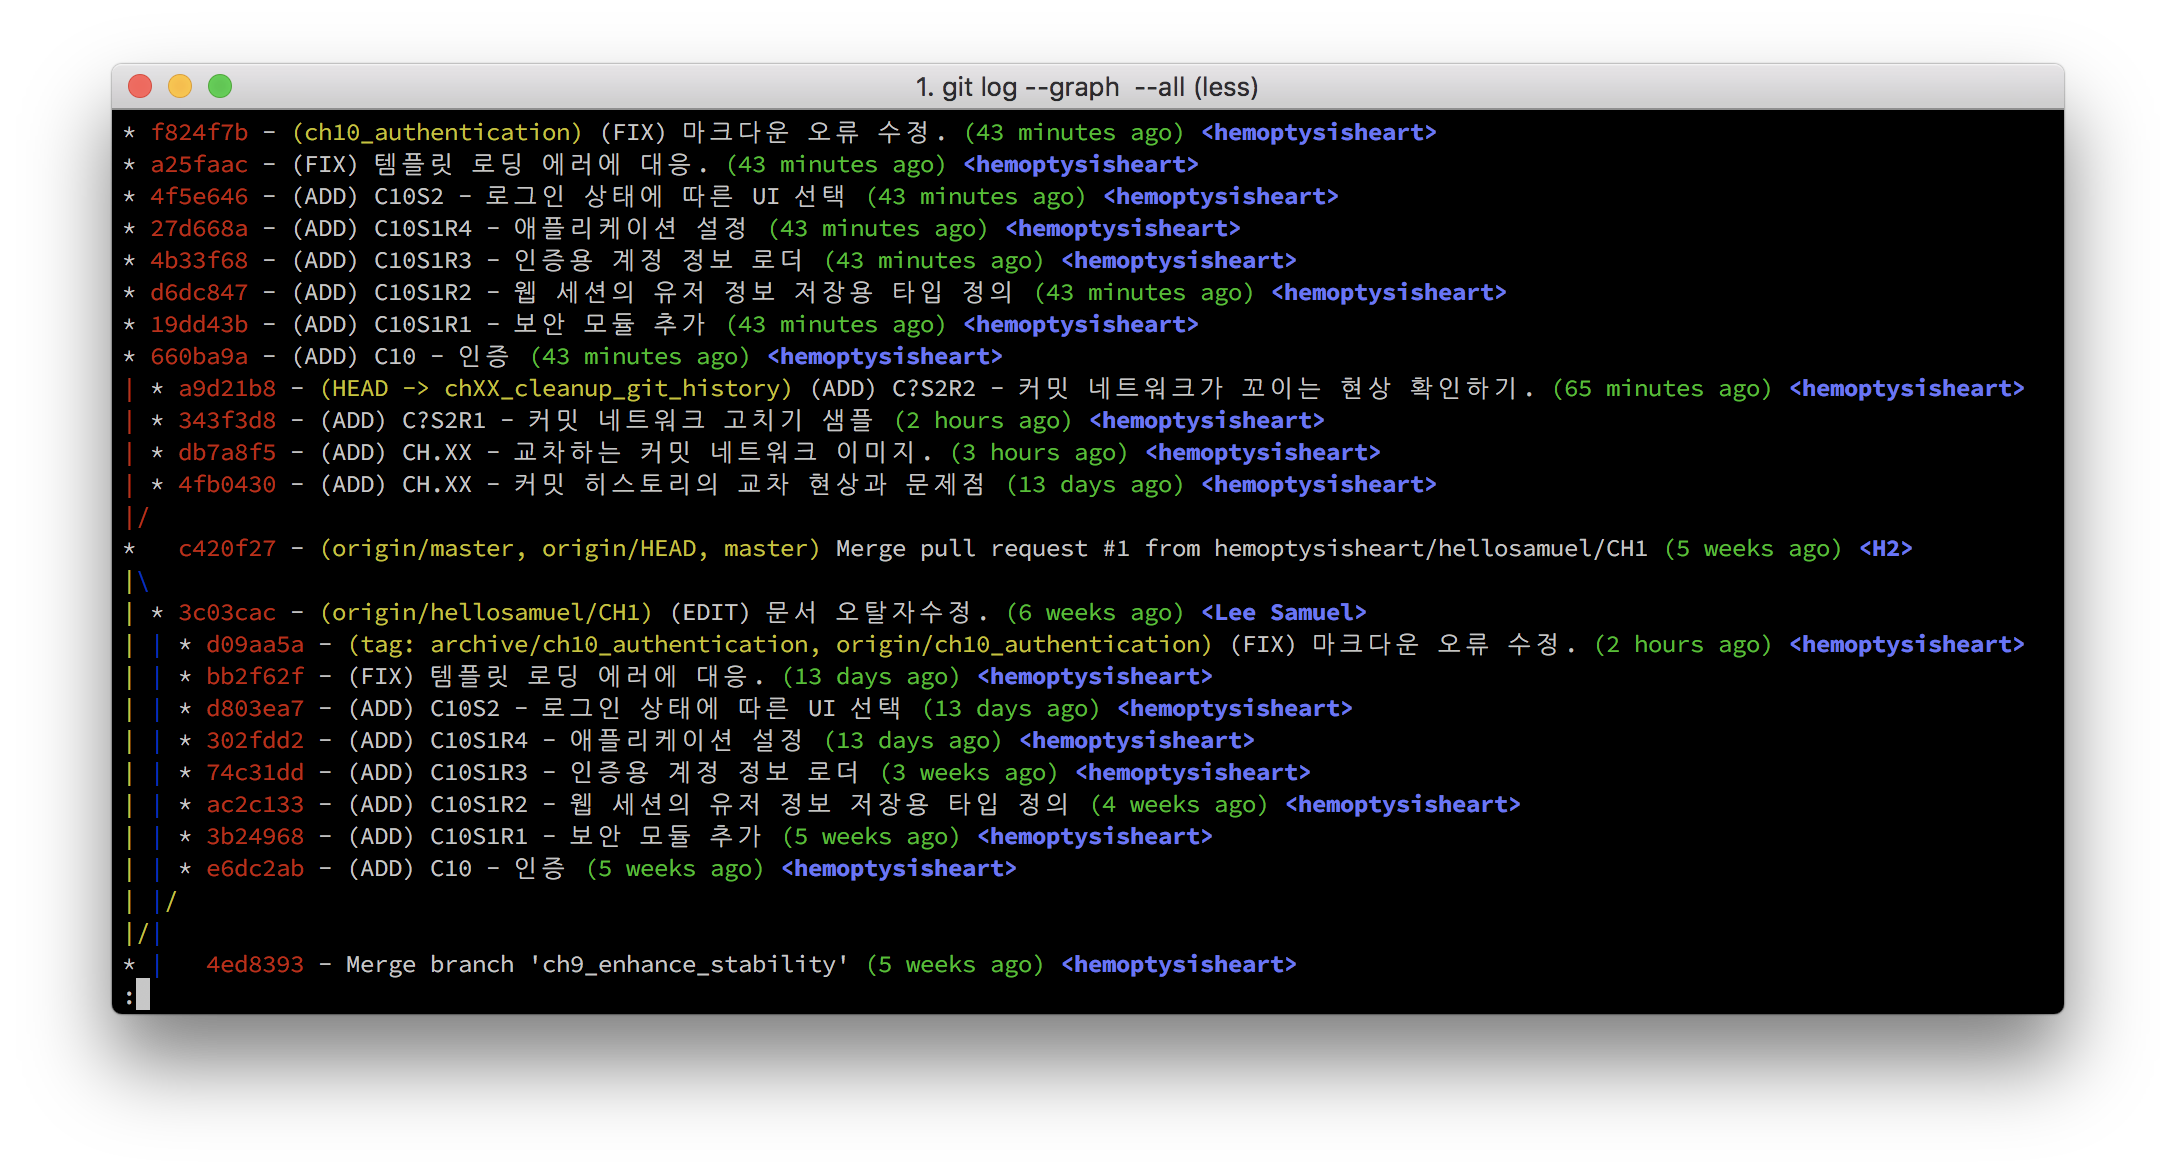 1. git log --graph  --all (less)
* f824f7b - (ch10_authentication) (FIX) 마크다운 오류 수정. (43 minutes ago) <hemoptysisheart>
* a25faac - (FIX) 템플릿 로딩 에러에 대응. (43 minutes ago) <hemoptysisheart>
* 4f5e646 - (ADD) C10S2 - 로그인 상태에 따른 UI 선택 (43 minutes ago) <hemoptysisheart>
* 27d668a - (ADD) C10S1R4 - 애플리케이션 설정 (43 minutes ago) <hemoptysisheart>
* 4b33f68 - (ADD) C10S1R3 - 인증용 계정 정보 로더 (43 minutes ago) <hemoptysisheart>
* d6dc847 - (ADD) C10S1R2 - 웹 세션의 유저 정보 저장용 타입 정의 (43 minutes ago) <hemoptysisheart>
* 19dd43b - (ADD) C10S1R1 - 보안 모듈 추가 (43 minutes ago) <hemoptysisheart>
* 660ba9a - (ADD) C10 - 인증 (43 minutes ago) <hemoptysisheart>
| * a9d21b8 - (HEAD -> chXX_cleanup_git_history) (ADD) C?S2R2 - 커밋 네트워크가 꼬이는 현상 확인하기. (65 minutes ago) <hemoptysisheart>
| * 343f3d8 - (ADD) C?S2R1 - 커밋 네트워크 고치기 샘플 (2 hours ago) <hemoptysisheart>
| * db7a8f5 - (ADD) CH.XX - 교차하는 커밋 네트워크 이미지. (3 hours ago) <hemoptysisheart>
| * 4fb0430 - (ADD) CH.XX - 커밋 히스토리의 교차 현상과 문제점 (13 days ago) <hemoptysisheart>
|/
*   c420f27 - (origin/master, origin/HEAD, master) Merge pull request #1 from hemoptysisheart/hellosamuel/CH1 (5 weeks ago) <H2>
|\
| * 3c03cac - (origin/hellosamuel/CH1) (EDIT) 문서 오탈자수정. (6 weeks ago) <Lee Samuel>
| | * d09aa5a - (tag: archive/ch10_authentication, origin/ch10_authentication) (FIX) 마크다운 오류 수정. (2 hours ago) <hemoptysisheart>
| | * bb2f62f - (FIX) 템플릿 로딩 에러에 대응. (13 days ago) <hemoptysisheart>
| | * d803ea7 - (ADD) C10S2 - 로그인 상태에 따른 UI 선택 (13 days ago) <hemoptysisheart>
| | * 302fdd2 - (ADD) C10S1R4 - 애플리케이션 설정 (13 days ago) <hemoptysisheart>
| | * 74c31dd - (ADD) C10S1R3 - 인증용 계정 정보 로더 (3 weeks ago) <hemoptysisheart>
| | * ac2c133 - (ADD) C10S1R2 - 웹 세션의 유저 정보 저장용 타입 정의 (4 weeks ago) <hemoptysisheart>
| | * 3b24968 - (ADD) C10S1R1 - 보안 모듈 추가 (5 weeks ago) <hemoptysisheart>
| | * e6dc2ab - (ADD) C10 - 인증 (5 weeks ago) <hemoptysisheart>
| |/
|/|
* |   4ed8393 - Merge branch 'ch9_enhance_stability' (5 weeks ago) <hemoptysisheart>
: